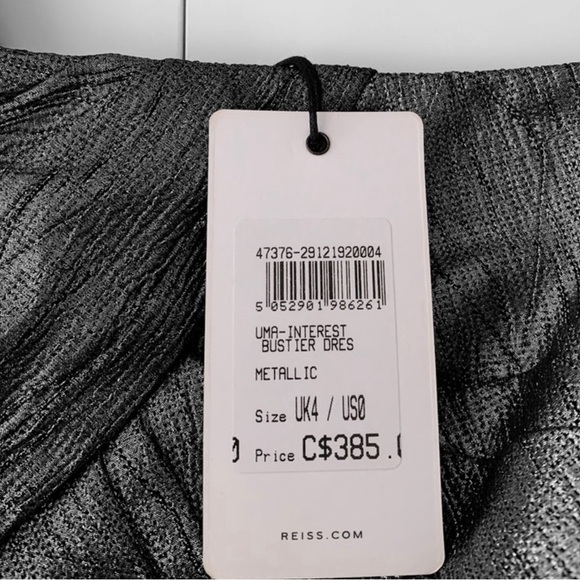 47376-29121920004
5 052901 986261
UMA-INTEREST
BUSTIER DRES
METALLIC
Size UK4 / US0
Price C$385.
REISS.COM